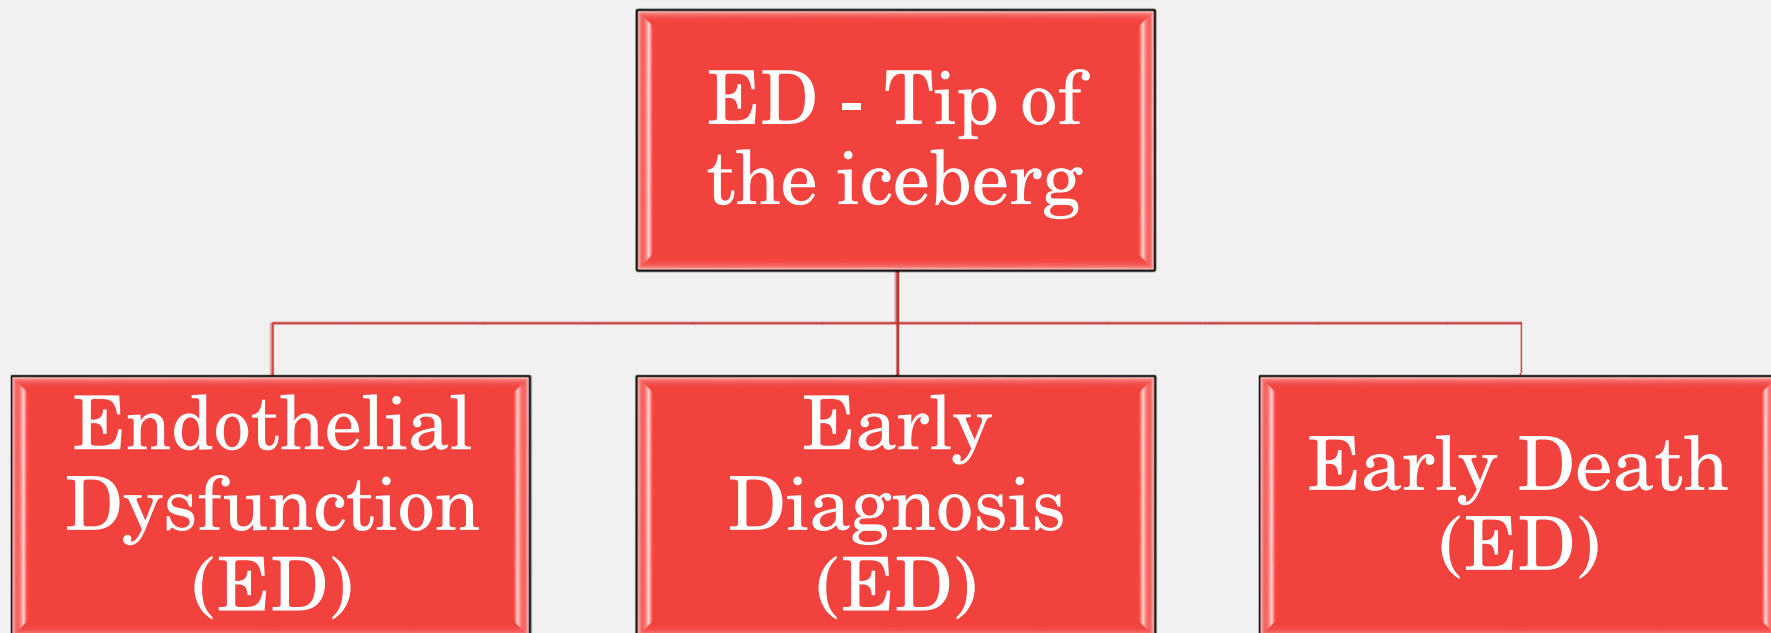 ED - Tip of
the iceberg
Endothelial
Dysfunction
(ED)
Early
Diagnosis
(ED)
Early Death
(ED)